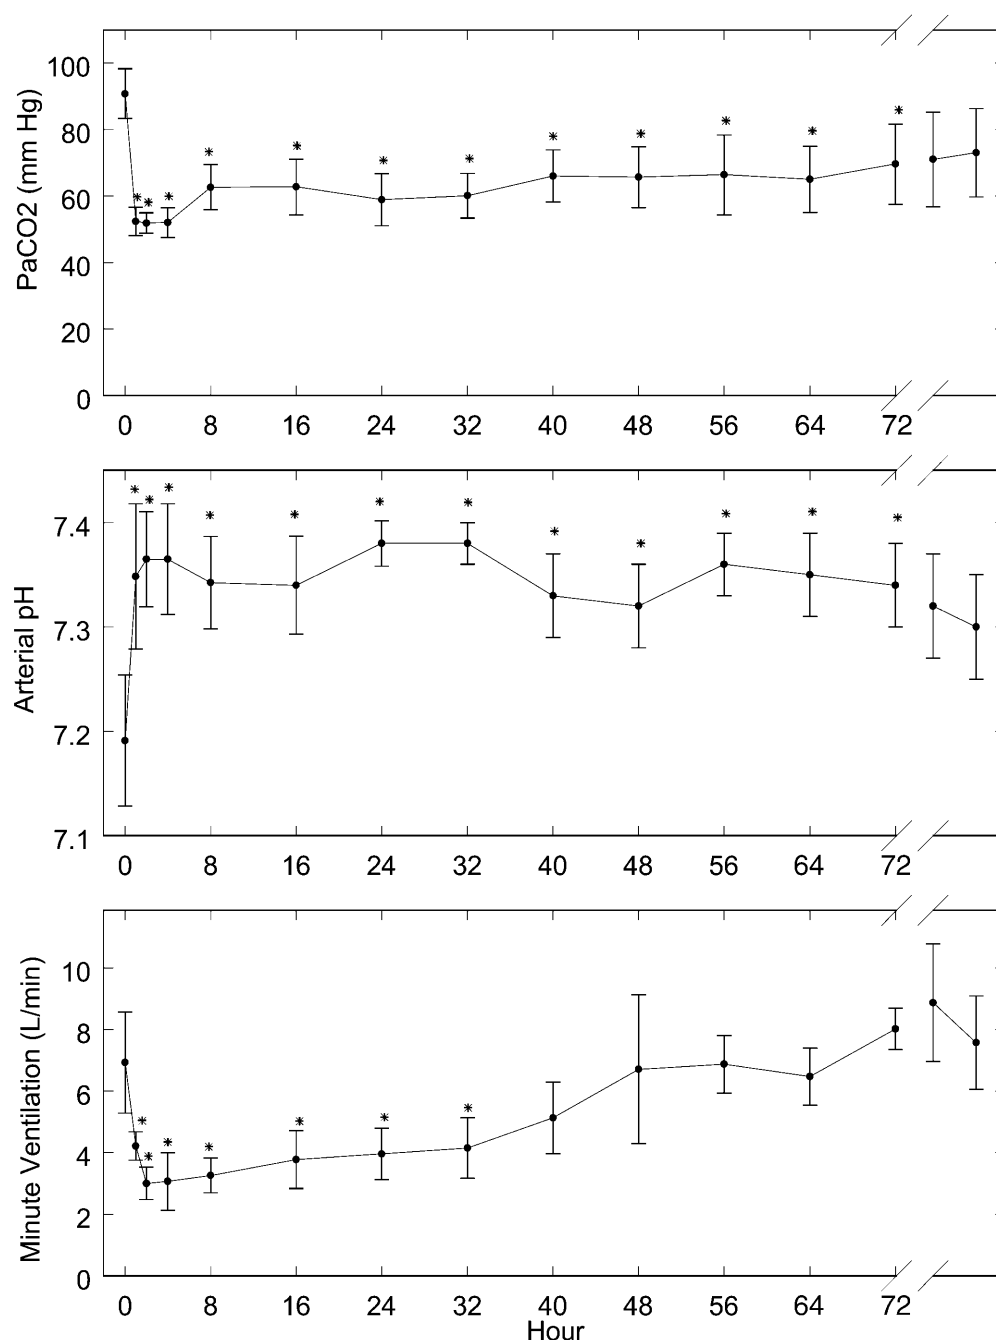 PaCO2 (mm Hg)
100
80
60
40
20
0
* * * * * * * * * * * *
0 8 16 24 32 40 48 56 64 72
Arterial pH
7.4
7.3
7.2
7.1
* * * * * * * * * * * *
0 8 16 24 32 40 48 56 64 72
Minute Ventilation (L/min)
10
8
6
4
2
0
* * * * * * *
0 8 16 24 32 40 48 56 64 72
Hour